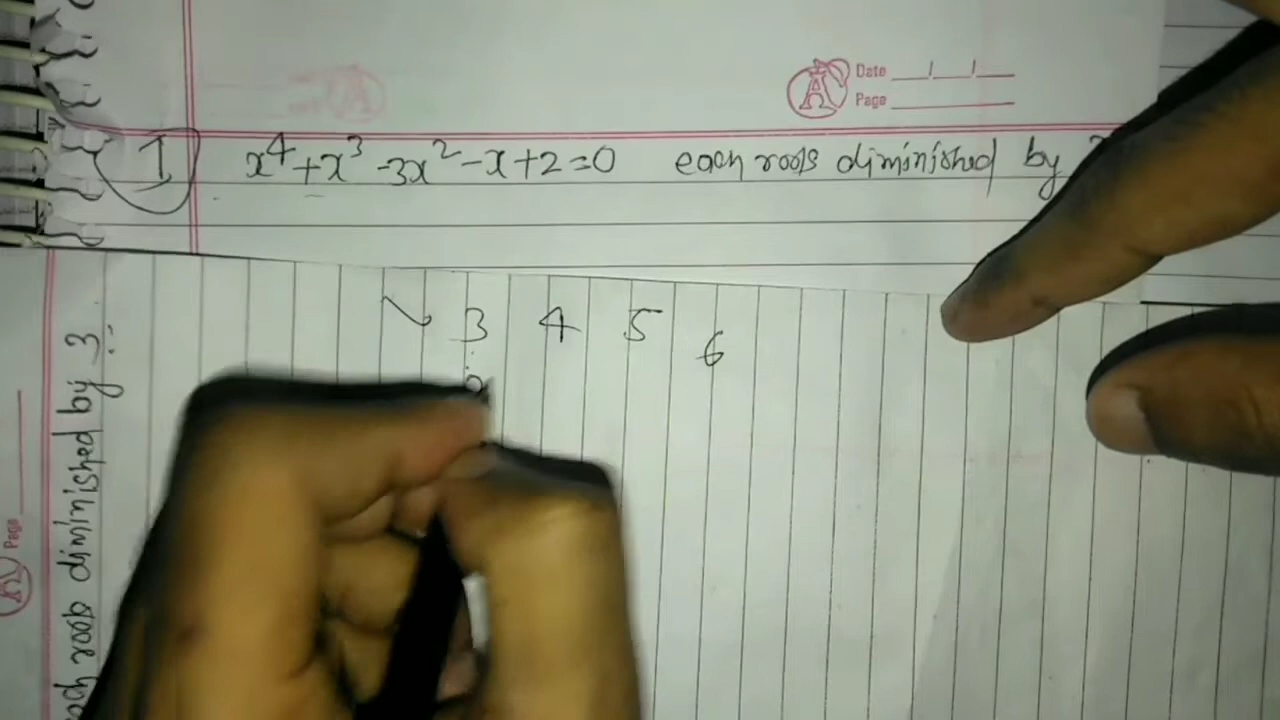 Date
Page
1 x⁴+x³-3x²-x+2=0 each roots diminished by
3 4 5 6
each roots diminished by 3
Page